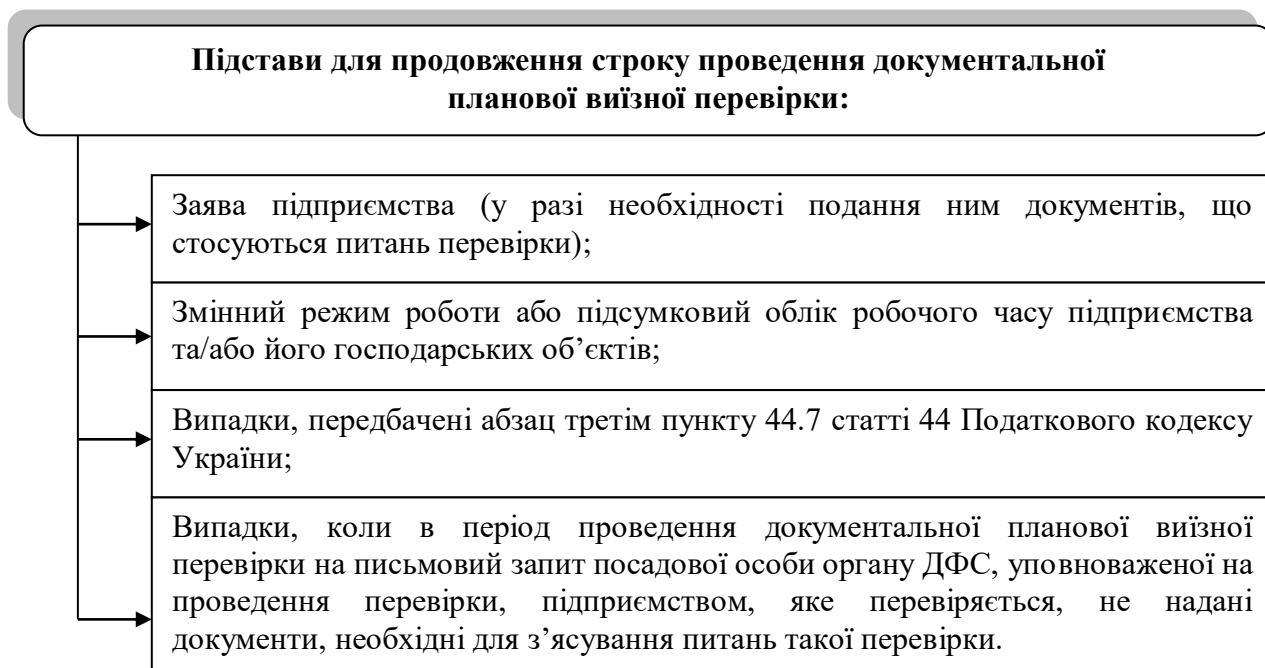 Підстави для продовження строку проведення документальної
планової виїзної перевірки:
Заява підприємства (у разі необхідності подання ним документів, що
стосуються питань перевірки);
Змінний режим роботи або підсумковий облік робочого часу підприємства
та/або його господарських об’єктів;
Випадки, передбачені абзац третім пункту 44.7 статті 44 Податкового кодексу
України;
Випадки, коли в період проведення документальної планової виїзної
перевірки на письмовий запит посадової особи органу ДФС, уповноваженої на
проведення перевірки, підприємством, яке перевіряється, не надані
документи, необхідні для з’ясування питань такої перевірки.